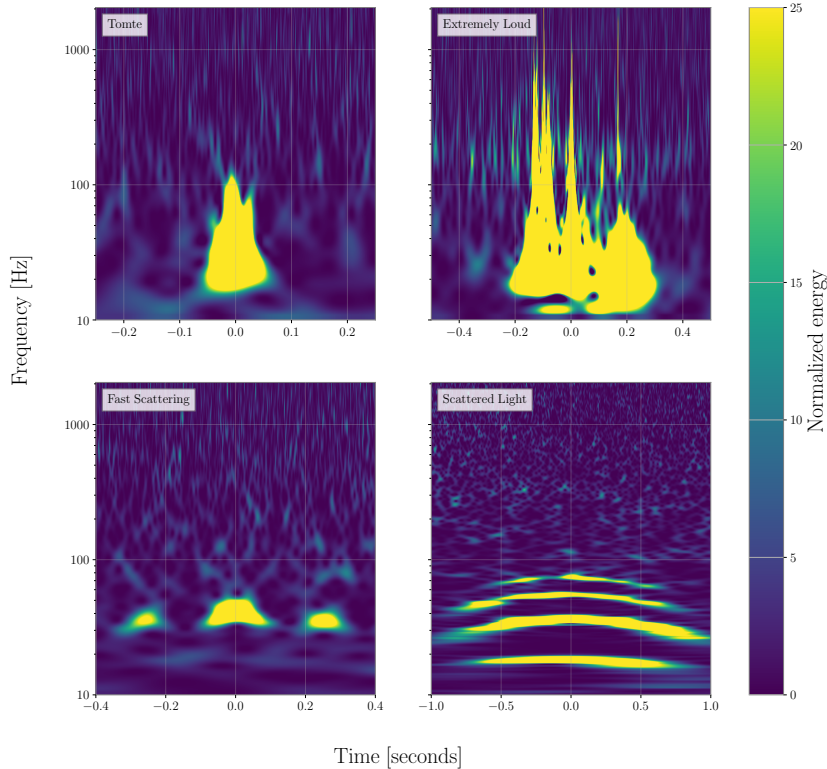 Tomte
Extremely Loud
1000
100
10
−0.2 −0.1 0.0 0.1 0.2
−0.4 −0.2 0.0 0.2 0.4
Fast Scattering
Scattered Light
1000
100
10
−0.4 −0.2 0.0 0.2 0.4
−1.0 −0.5 0.0 0.5 1.0
Frequency [Hz]
Time [seconds]
25
20
15
10
5
0
Normalized energy